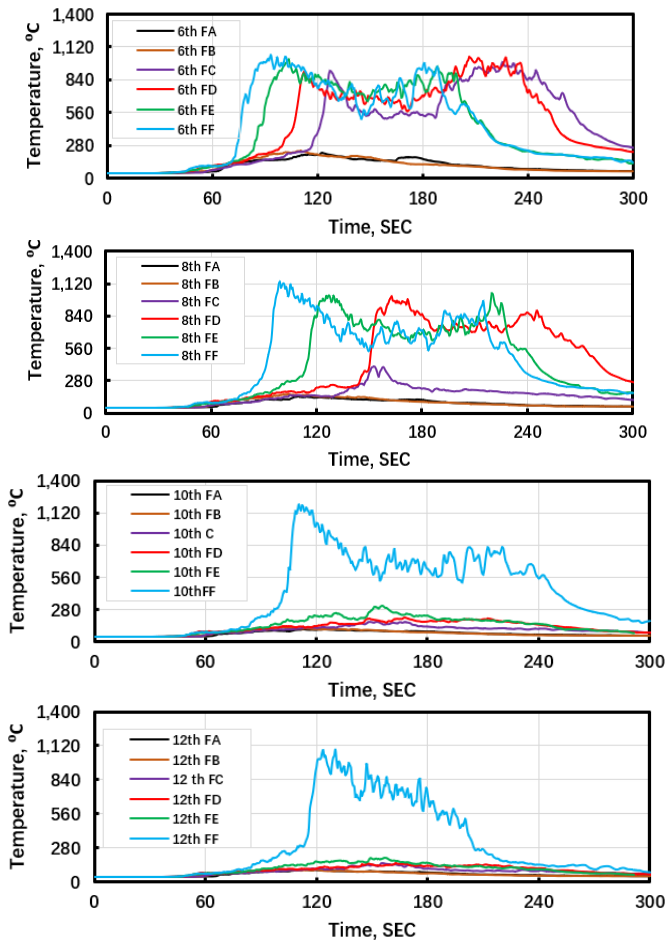 1,400
1,120
840
560
280
0
Temperature, ºC
6th FA
6th FB
6th FC
6th FD
6th FE
6th FF
0 60 120 180 240 300
Time, SEC
1,400
1,120
840
560
280
0
Temperature, ºC
8th FA
8th FB
8th FC
8th FD
8th FE
8th FF
0 60 120 180 240 300
Time, SEC
1,400
1,120
840
560
280
0
Temperature, ºC
10th FA
10th FB
10th C
10th FD
10th FE
10thFF
0 60 120 180 240 300
Time, SEC
1,400
1,120
840
560
280
0
Temperature, ºC
12th FA
12th FB
12 th FC
12th FD
12th FE
12th FF
0 60 120 180 240 300
Time, SEC